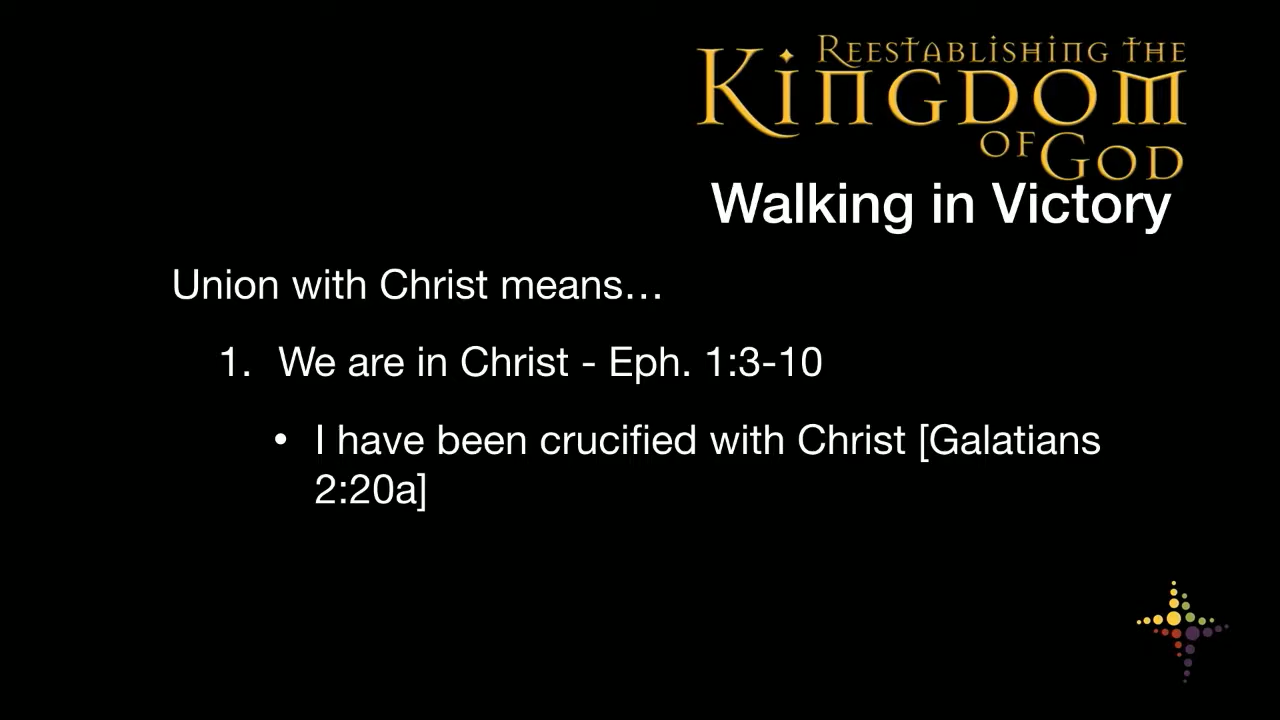 Reestablishing the
Kingdom
of God
Walking in Victory
Union with Christ means…
1. We are in Christ - Eph. 1:3-10
• I have been crucified with Christ [Galatians
2:20a]